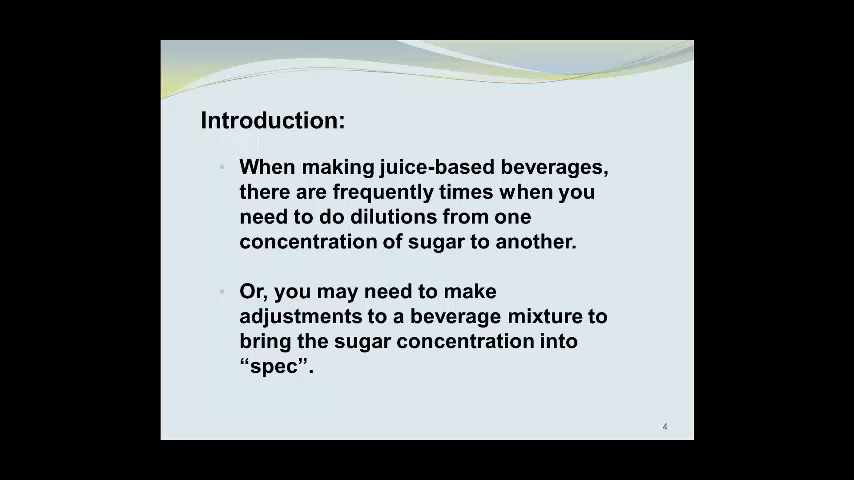 Introduction:
When making juice-based beverages,
there are frequently times when you
need to do dilutions from one
concentration of sugar to another.
Or, you may need to make
adjustments to a beverage mixture to
bring the sugar concentration into
“spec”.
4